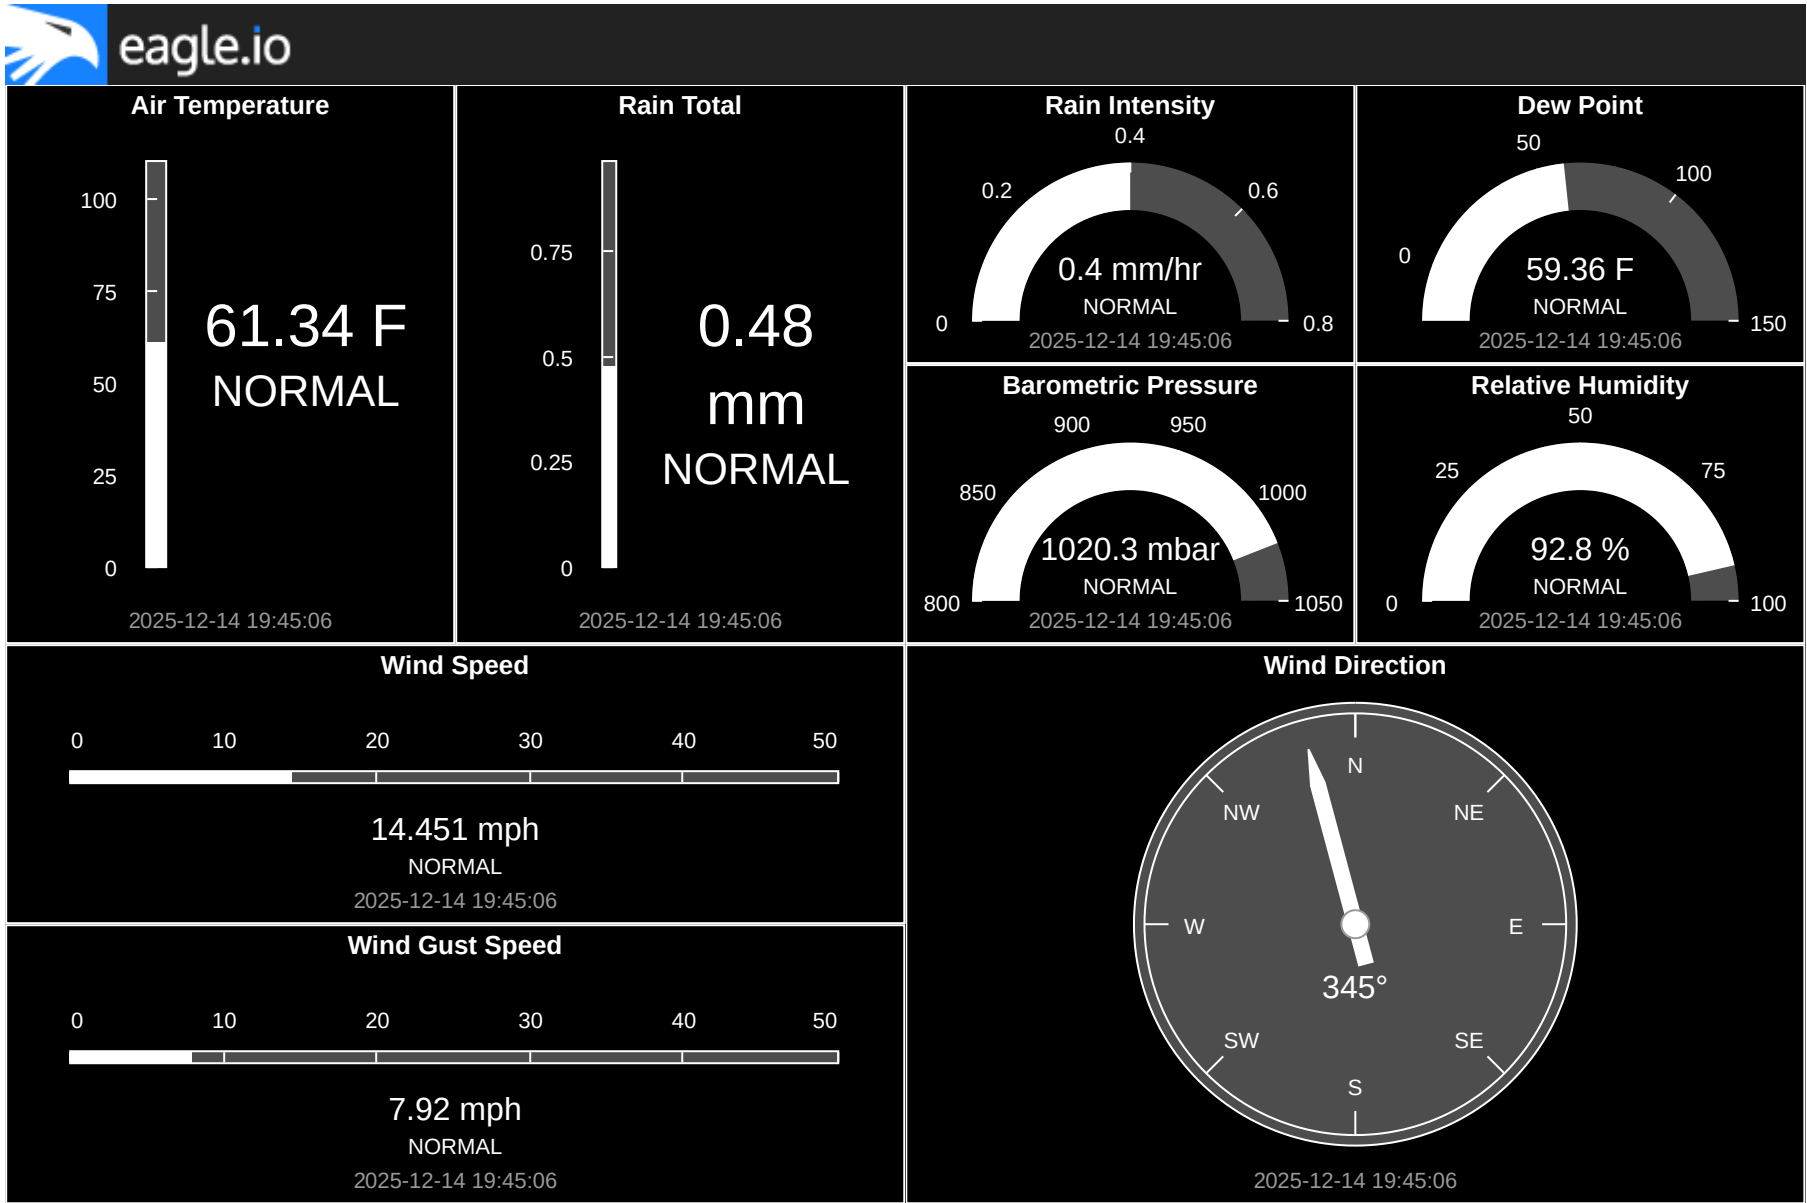 eagle.io
Air Temperature
100
75
50
25
0
61.34 F
NORMAL
2025-12-14 19:45:06
Rain Total
0.75
0.5
0.25
0
0.48
mm
NORMAL
2025-12-14 19:45:06
Rain Intensity
0.4
0.2
0.6
0
0.8
0.4 mm/hr
NORMAL
2025-12-14 19:45:06
Dew Point
50
100
0
150
59.36 F
NORMAL
2025-12-14 19:45:06
Barometric Pressure
900
950
850
1000
800
1050
1020.3 mbar
NORMAL
2025-12-14 19:45:06
Relative Humidity
50
25
75
0
100
92.8 %
NORMAL
2025-12-14 19:45:06
Wind Speed
0 10 20 30 40 50
14.451 mph
NORMAL
2025-12-14 19:45:06
Wind Gust Speed
0 10 20 30 40 50
7.92 mph
NORMAL
2025-12-14 19:45:06
Wind Direction
N
NW
NE
W
E
345°
SW
SE
S
2025-12-14 19:45:06